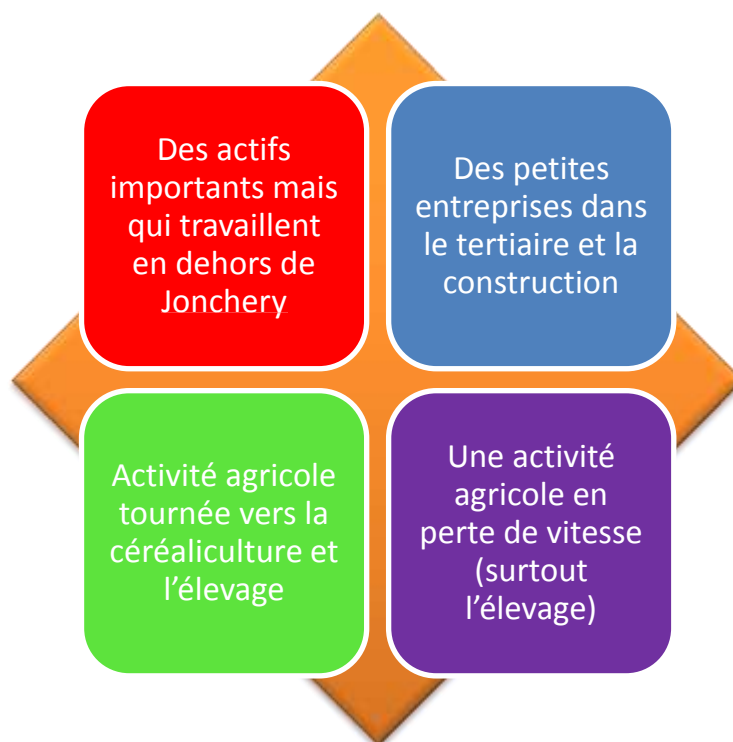 Des actifs
importants mais
qui travaillent
en dehors de
Jonchery
Des petites
entreprises dans
le tertiaire et la
construction
Activité agricole
tournée vers la
céréaliculture et
l'élevage
Une activité
agricole en
perte de vitesse
(surtout
l'élevage)